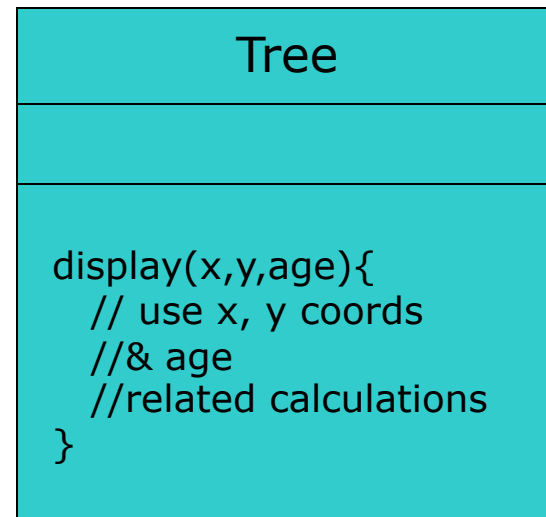 Tree
display(x,y,age){
// use x, y coords
//& age
//related calculations
}